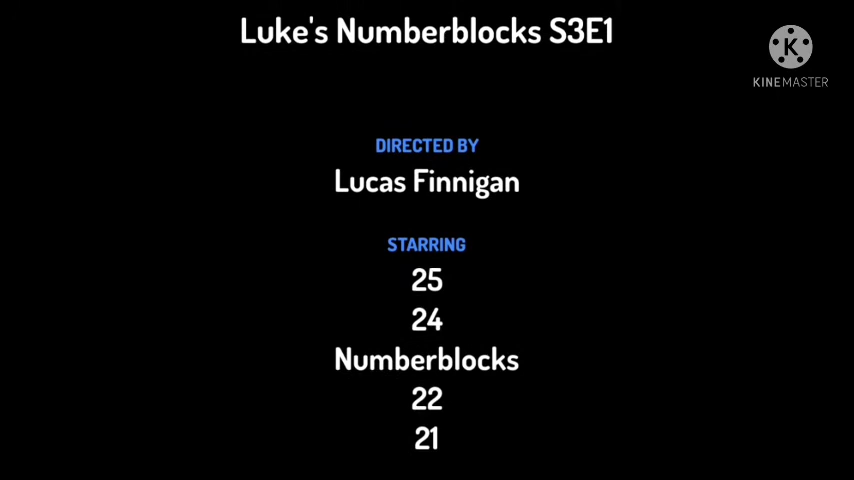 Luke's Numberblocks S3E1
KINEMASTER
DIRECTED BY
Lucas Finnigan
STARRING
25
24
Numberblocks
22
21